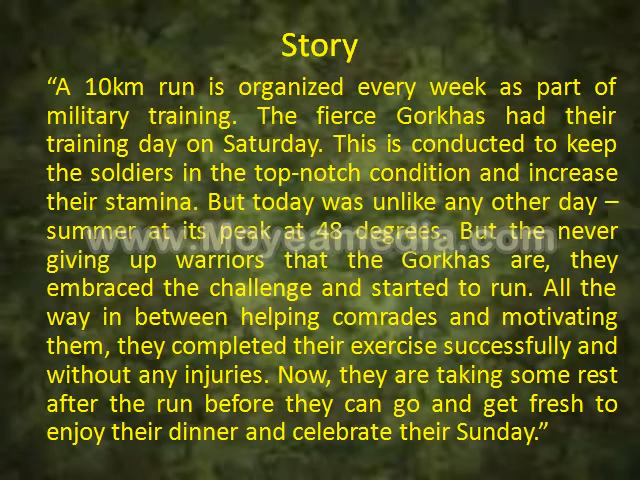 Story
“A 10km run is organized every week as part of
military training. The fierce Gorkhas had their
training day on Saturday. This is conducted to keep
the soldiers in the top-notch condition and increase
their stamina. But today was unlike any other day –
summer at its peak at 48 degrees. But the never
www.Moyeamedia.com
giving up warriors that the Gorkhas are, they
embraced the challenge and started to run. All the
way in between helping comrades and motivating
them, they completed their exercise successfully and
without any injuries. Now, they are taking some rest
after the run before they can go and get fresh to
enjoy their dinner and celebrate their Sunday.”